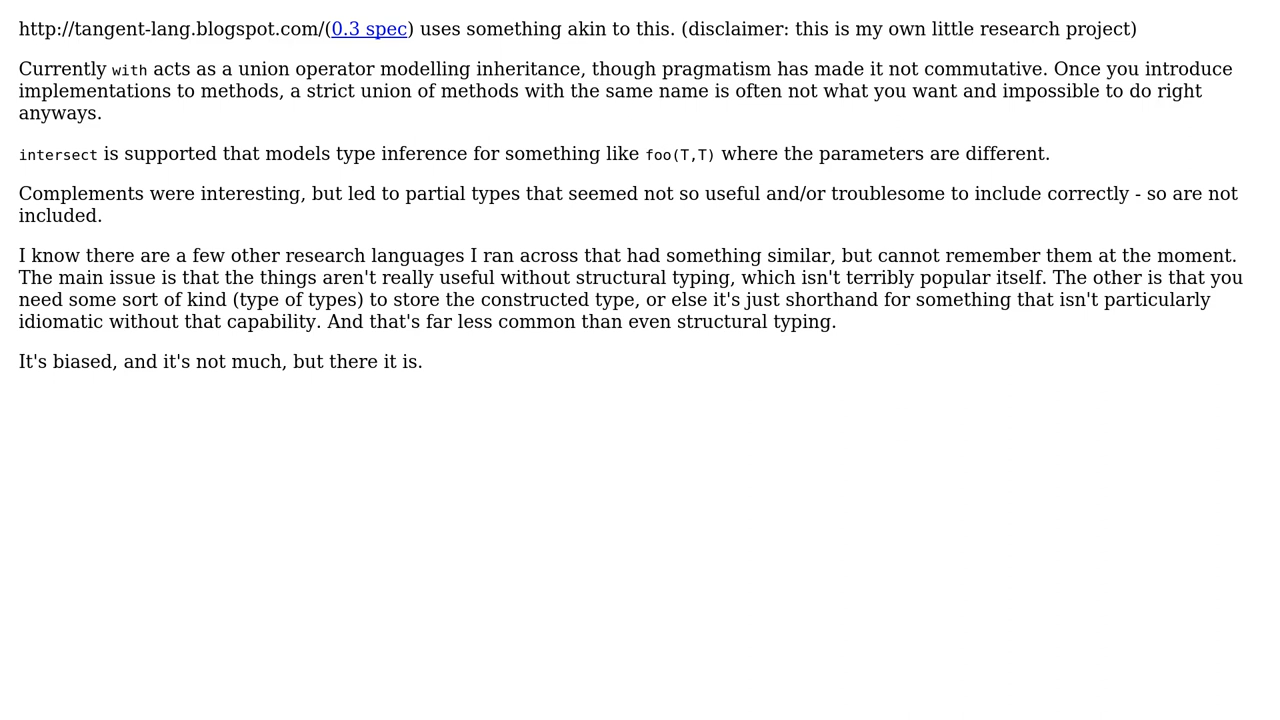 http://tangent-lang.blogspot.com/(0.3 spec) uses something akin to this. (disclaimer: this is my own little research project)
Currently with acts as a union operator modelling inheritance, though pragmatism has made it not commutative. Once you introduce
implementations to methods, a strict union of methods with the same name is often not what you want and impossible to do right
anyways.
intersect is supported that models type inference for something like foo(T,T) where the parameters are different.
Complements were interesting, but led to partial types that seemed not so useful and/or troublesome to include correctly - so are not
included.
I know there are a few other research languages I ran across that had something similar, but cannot remember them at the moment.
The main issue is that the things aren't really useful without structural typing, which isn't terribly popular itself. The other is that you
need some sort of kind (type of types) to store the constructed type, or else it's just shorthand for something that isn't particularly
idiomatic without that capability. And that's far less common than even structural typing.
It's biased, and it's not much, but there it is.